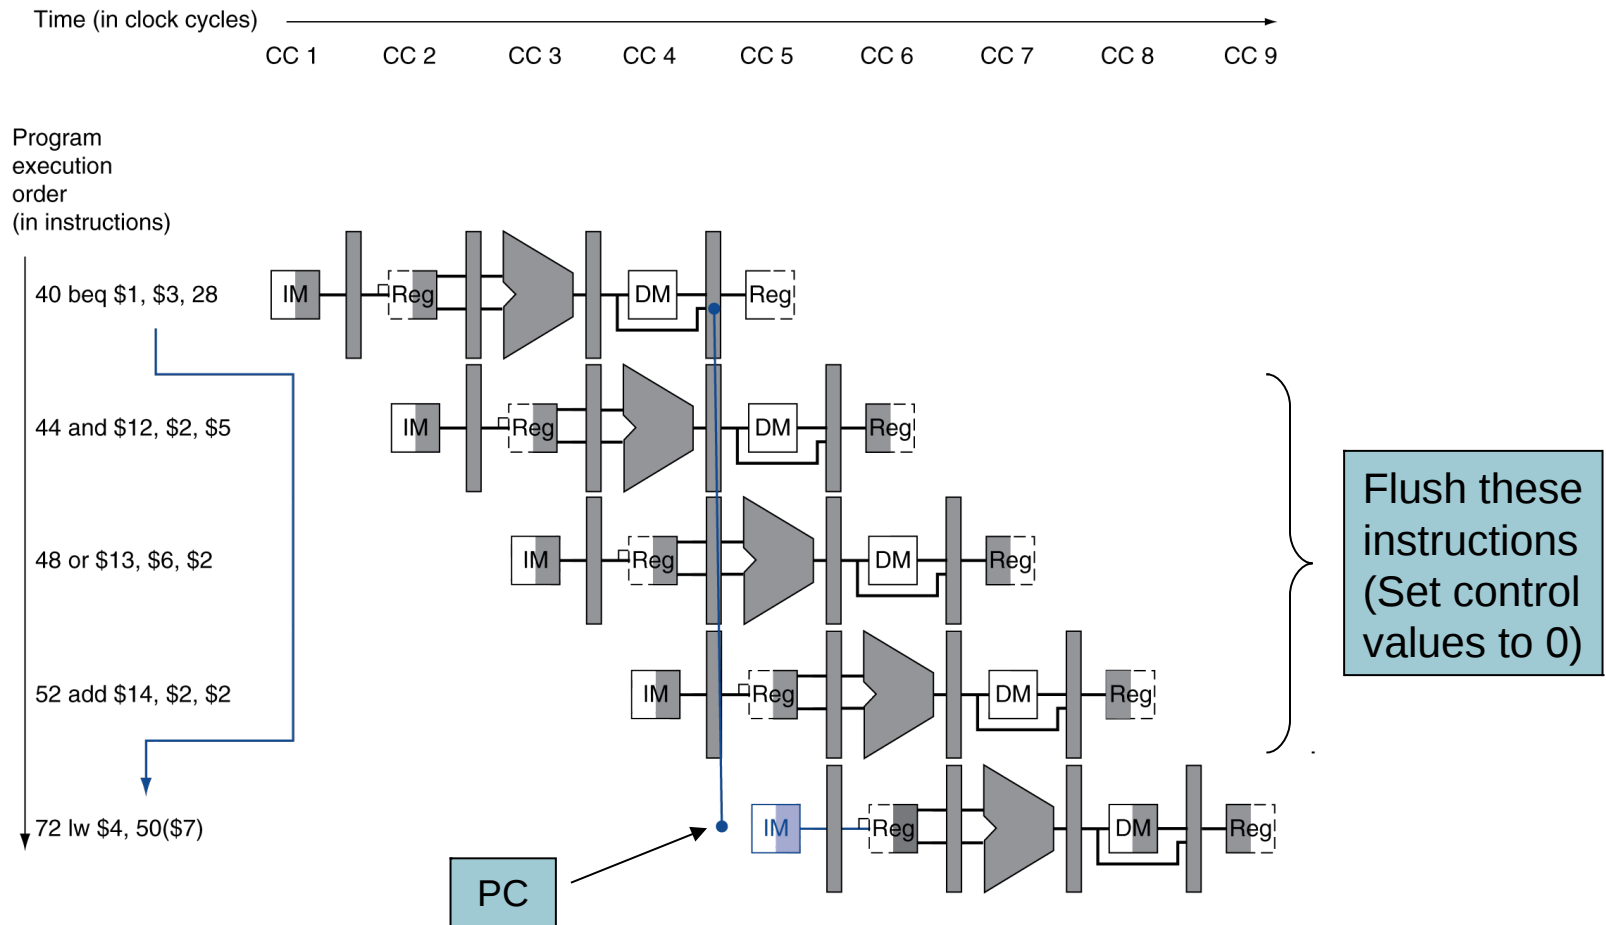 Time (in clock cycles)
CC 1 CC 2 CC 3 CC 4 CC 5 CC 6 CC 7 CC 8 CC 9
Program
execution
order
(in instructions)
40 beq $1, $3, 28
IM Reg DM Reg
44 and $12, $2, $5
IM Reg DM Reg
48 or $13, $6, $2
IM Reg DM Reg
52 add $14, $2, $2
IM Reg DM Reg
72 lw $4, 50($7)
IM Reg DM Reg
Flush these
instructions
(Set control
values to 0)
PC